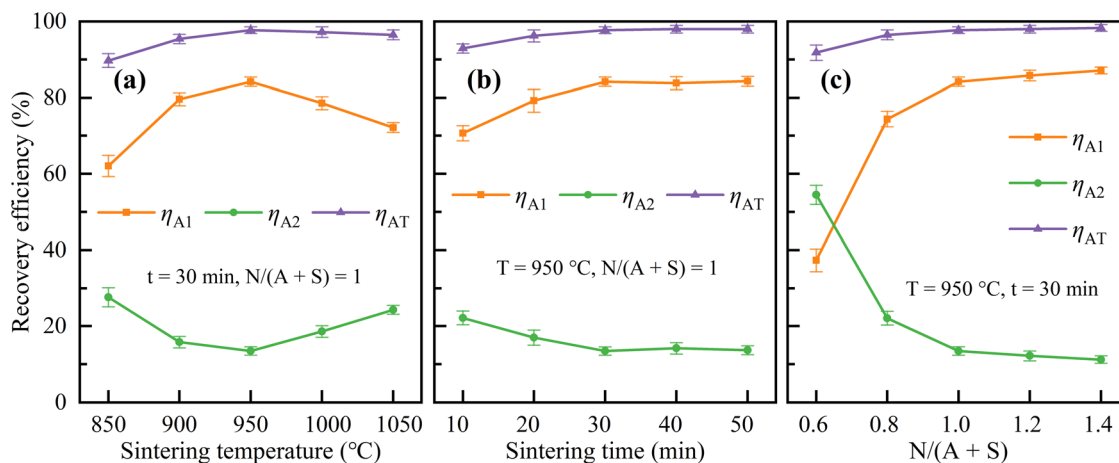 Recovery efficiency (%)
100
80
60
40
20
0
(a)
ηA1
ηA2
ηAT
t = 30 min, N/(A + S) = 1
850
900
950
1000
1050
Sintering temperature (℃)
(b)
ηA1
ηA2
ηAT
T = 950 ℃, N/(A + S) = 1
10
20
30
40
50
Sintering time (min)
(c)
ηA1
ηA2
ηAT
T = 950 ℃, t = 30 min
0.6
0.8
1.0
1.2
1.4
N/(A + S)